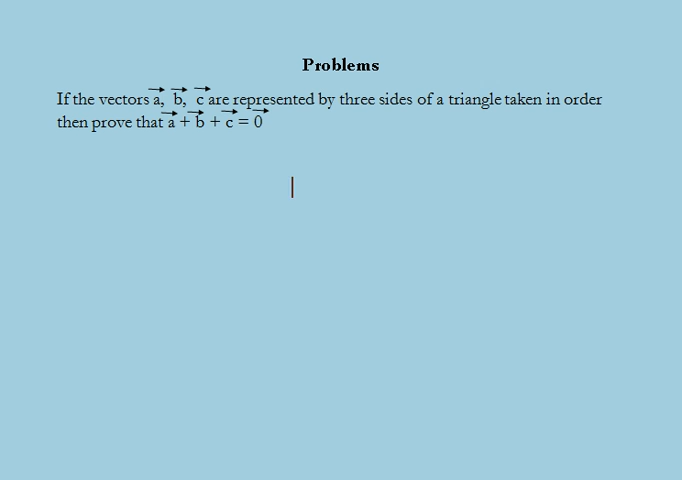 Problems
If the vectors a⃗, b⃗, c⃗ are represented by three sides of a triangle taken in order
then prove that a⃗ + b⃗ + c⃗ = 0⃗